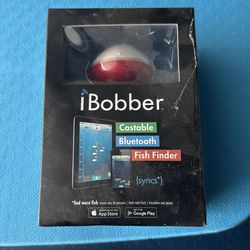 iBobber
Castable
Bluetooth
Fish Finder
{syncs*}
*find more fish
App Store
Google Play